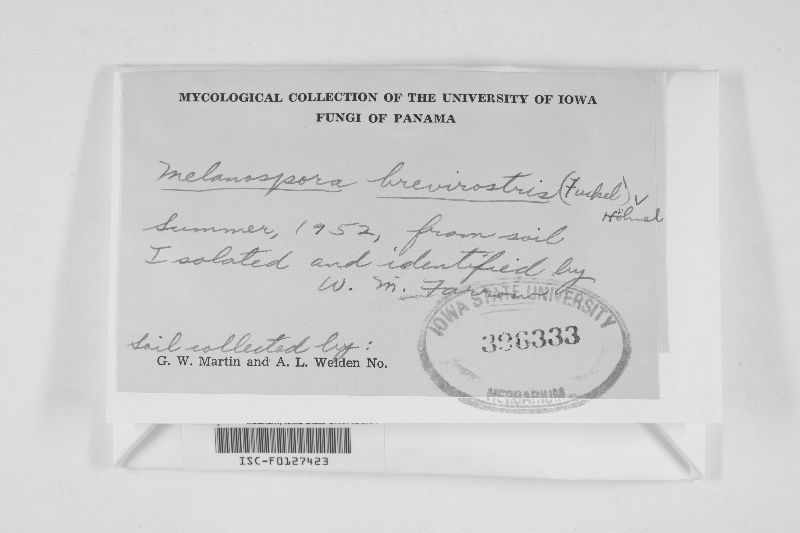 MYCOLOGICAL COLLECTION OF THE UNIVERSITY OF IOWA
FUNGI OF PANAMA
Melanospora brevirostris (Fuckel) v
Höhnel
Summer, 1952, from soil
Isolated and identified by
W. M. Farrow
IOWA STATE UNIVERSITY
396333
HERBARIUM
Soil collected by:
G. W. Martin and A. L. Welden No.
ISC-F0127423